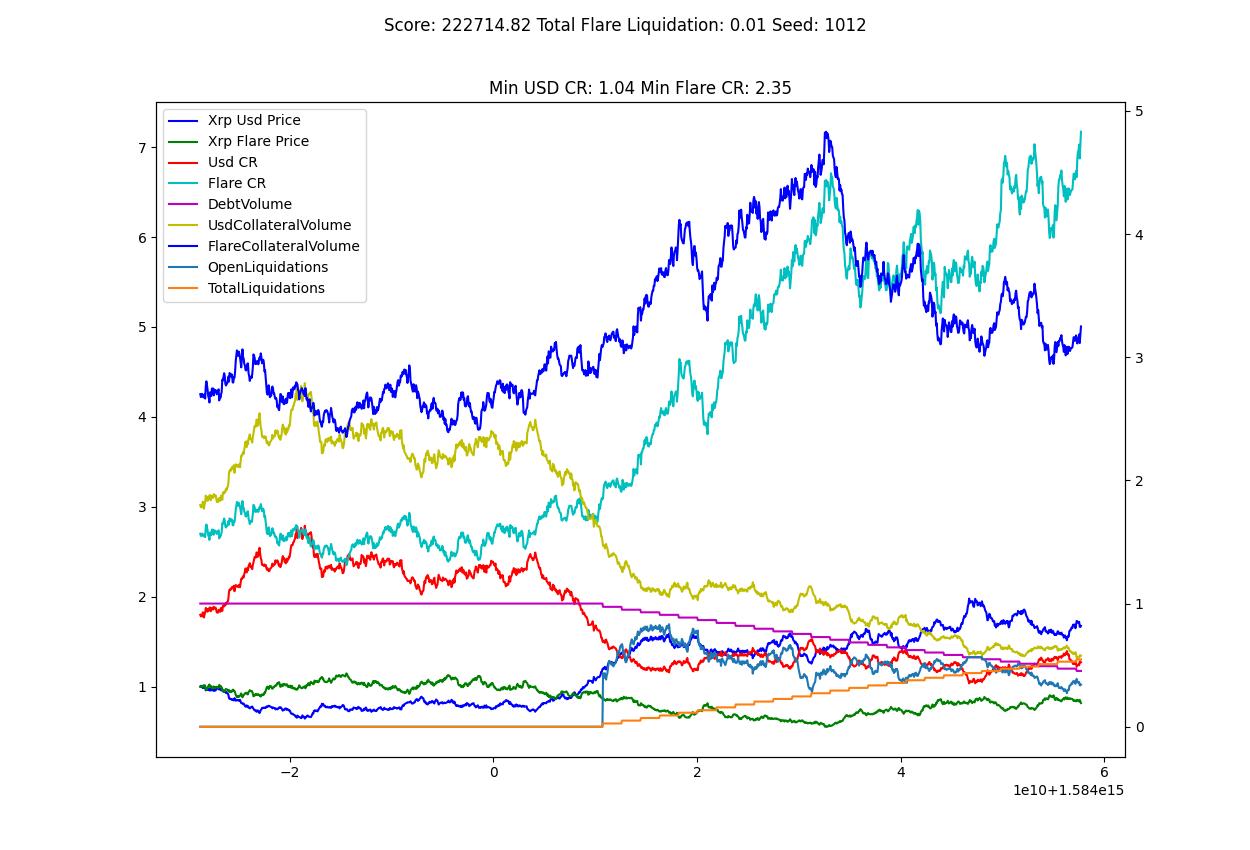 Score: 222714.82 Total Flare Liquidation: 0.01 Seed: 1012
Min USD CR: 1.04 Min Flare CR: 2.35
Xrp Usd Price
Xrp Flare Price
Usd CR
Flare CR
DebtVolume
UsdCollateralVolume
FlareCollateralVolume
OpenLiquidations
TotalLiquidations
7
6
5
4
3
2
1
5
4
3
2
1
0
−2
0
2
4
6
1e10+1.584e15